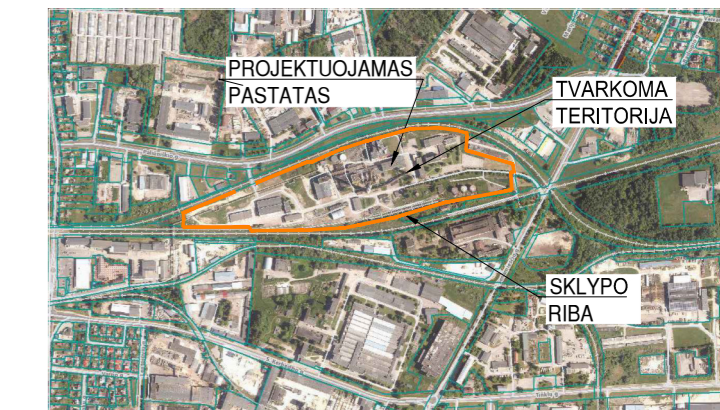 PROJEKTUOJAMAS
PASTATAS
TVARKOMA
TERITORIJA
SKLYPO
RIBA